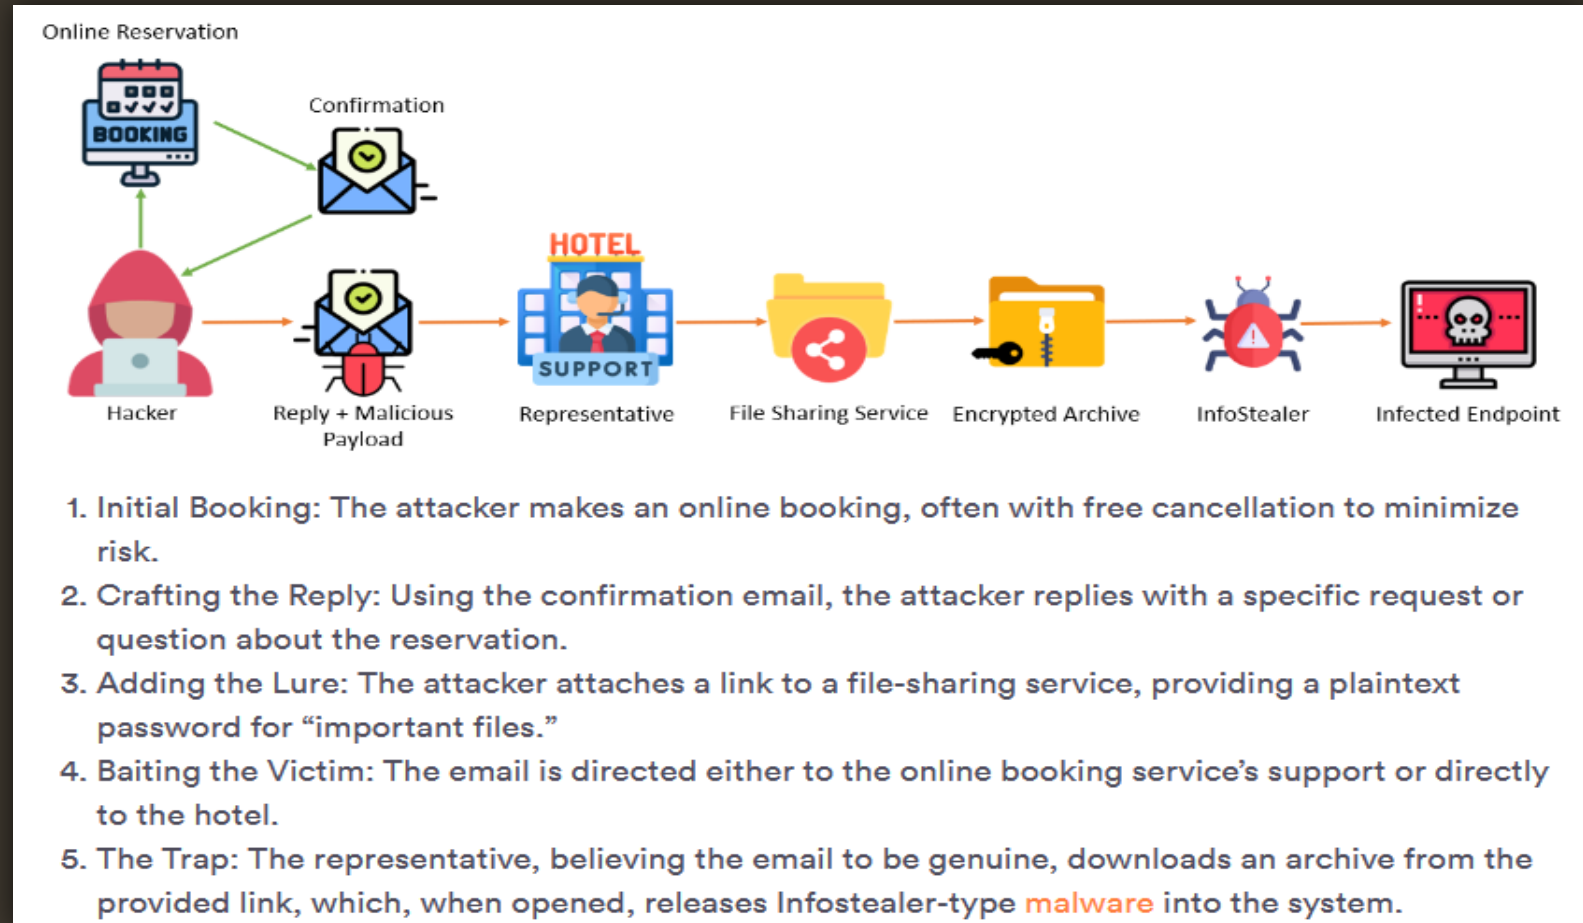 Online Reservation
BOOKING
Confirmation
HOTEL
SUPPORT
Hacker
Reply + Malicious
Payload
Representative
File Sharing Service
Encrypted Archive
InfoStealer
Infected Endpoint
1. Initial Booking: The attacker makes an online booking, often with free cancellation to minimize
risk.
2. Crafting the Reply: Using the confirmation email, the attacker replies with a specific request or
question about the reservation.
3. Adding the Lure: The attacker attaches a link to a file-sharing service, providing a plaintext
password for “important files.”
4. Baiting the Victim: The email is directed either to the online booking service’s support or directly
to the hotel.
5. The Trap: The representative, believing the email to be genuine, downloads an archive from the
provided link, which, when opened, releases Infostealer-type malware into the system.